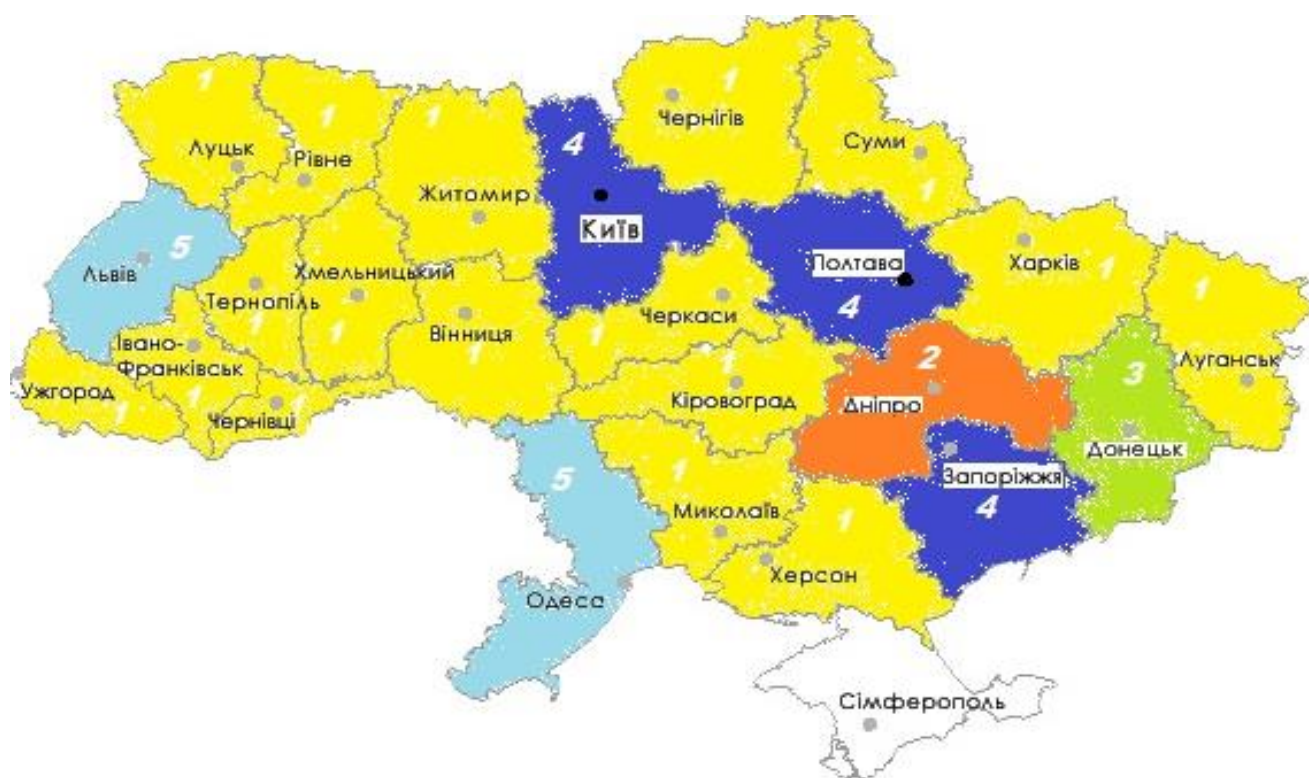 1
1
1
1
Чернігів
4
Суми
Луцьк
Рівне
1
Житомир
Київ
5
Львів
Хмельницький
Полтава
Харків
1
1
Тернопіль
4
Черкаси
1
1
Вінниця
1
1
1
2
3
Луганськ
Івано-
Франківськ
Ужгород
1
1
Чернівці
1
Кіровоград
Дніпро
Донецьк
5
1
Запоріжжя
4
Миколаїв
1
Херсон
Одеса
Сімферополь